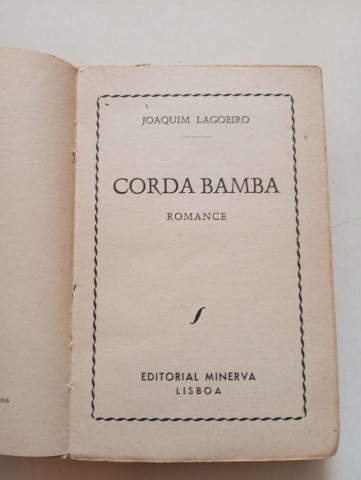 JOAQUIM LAGOEIRO
CORDA BAMBA
ROMANCE
EDITORIAL MINERVA
LISBOA